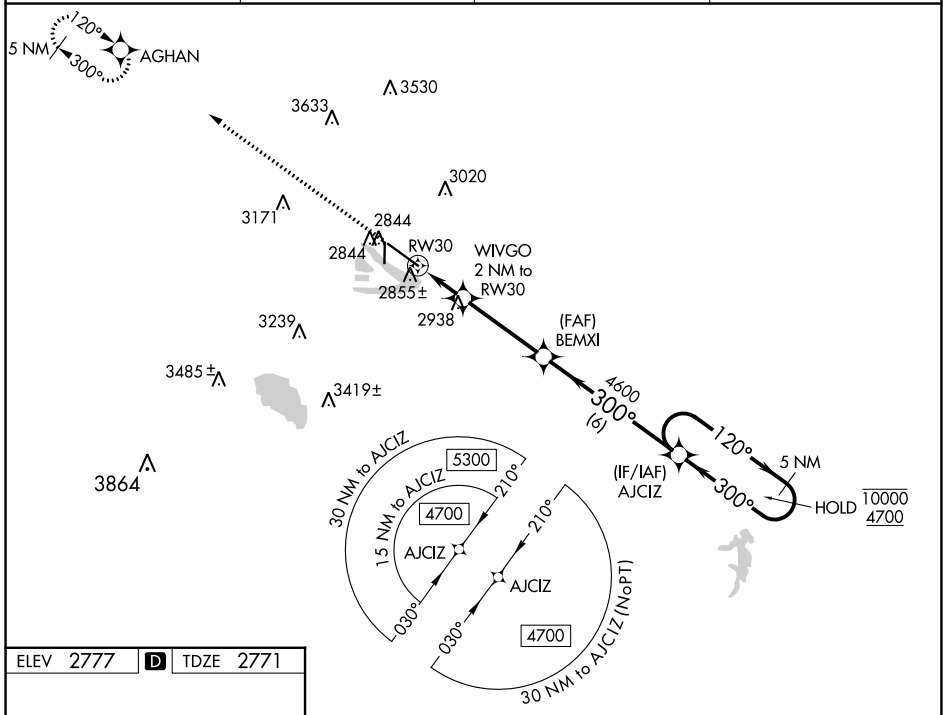 120°
5 NM
AGHAN
300°
3530
3633
3020
3171
2844
2844
RW30
WIVGO
2 NM to
RW30
2855±
2938
(FAF)
BEMXI
3239
3485±
3419±
4600
300°
(6)
120°
5 NM
(IF/IAF)
AJCIZ
300°
HOLD
10000
4700
3864
30 NM to AJCIZ
5300
210°
15 NM to AJCIZ
4700
210°
AJCIZ
AJCIZ
030°
030°
4700
30 NM to AJCIZ (NoPT)
ELEV 2777 D TDZE 2771